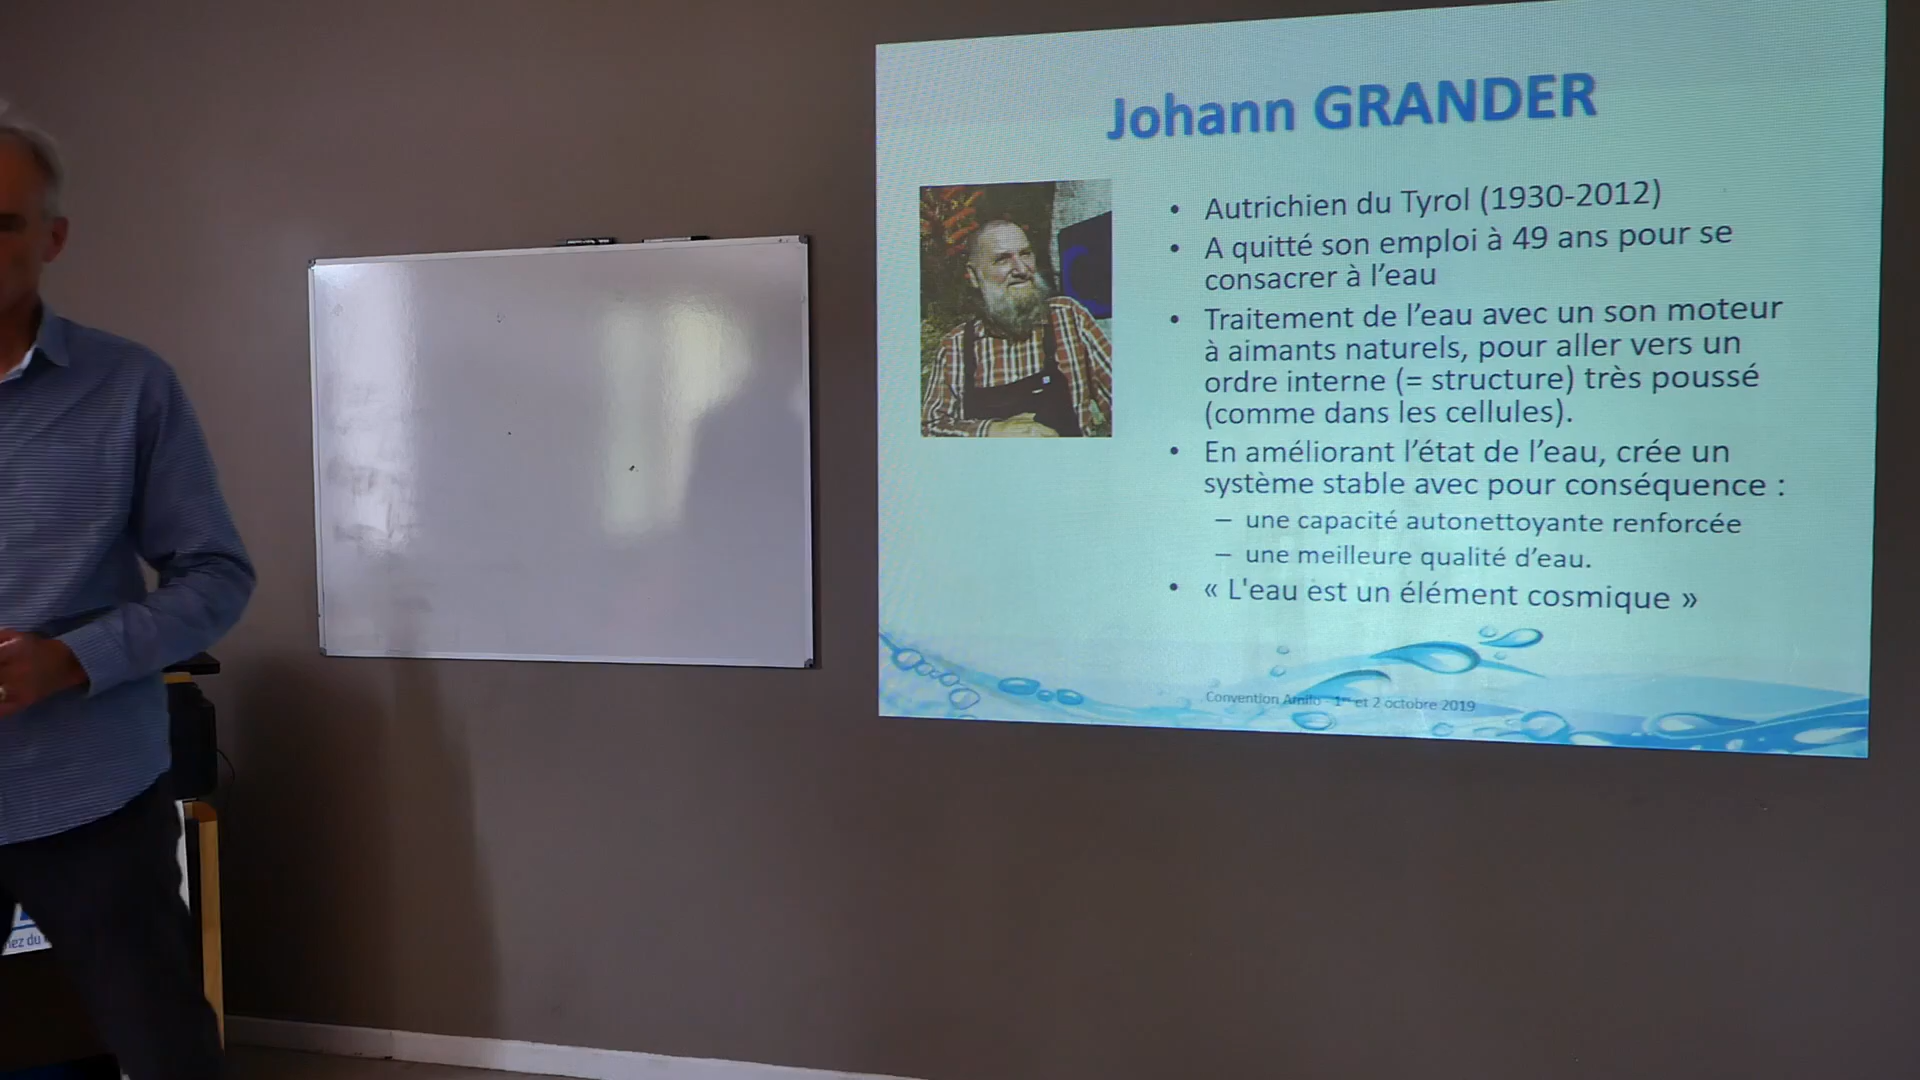 Johann GRANDER
• Autrichien du Tyrol (1930-2012)
• A quitté son emploi à 49 ans pour se
consacrer à l'eau
• Traitement de l'eau avec un son moteur
à aimants naturels, pour aller vers un
ordre interne (= structure) très poussé
(comme dans les cellules).
• En améliorant l'état de l'eau, crée un
système stable avec pour conséquence :
– une capacité autonettoyante renforcée
– une meilleure qualité d'eau.
• « L'eau est un élément cosmique »
Convention 1er et 2 octobre 2019
du